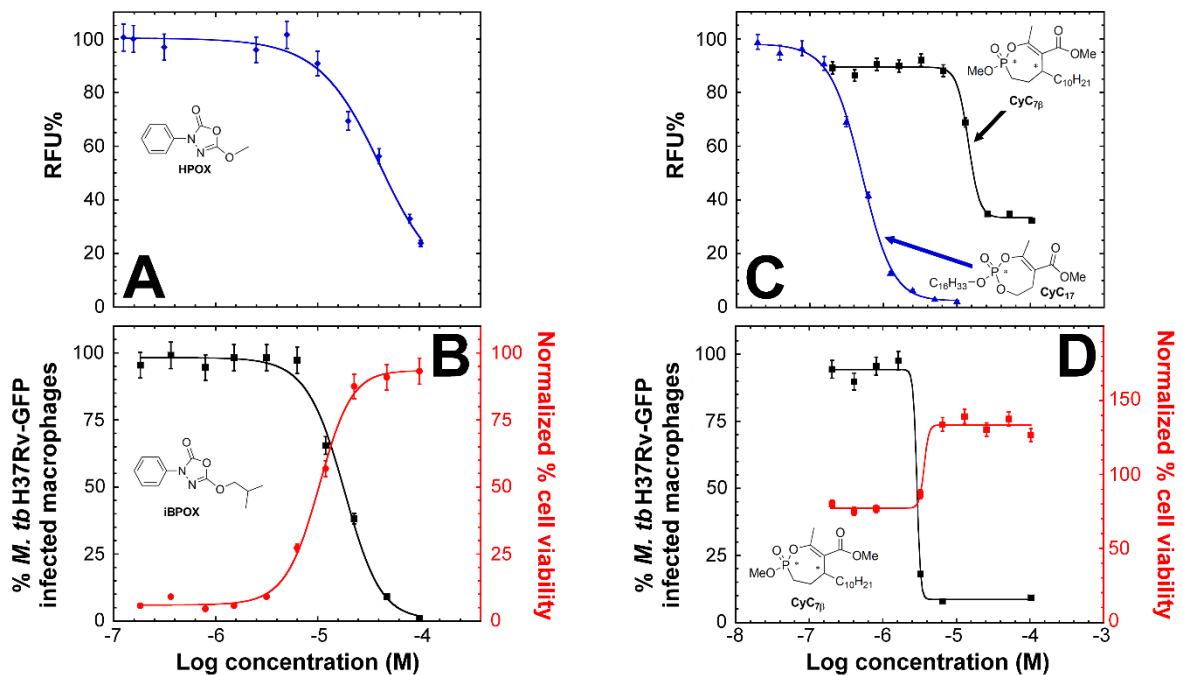 A
RFU%
100
80
60
40
20
0
O
O
N
N
O
HPOX
C
RFU%
100
80
60
40
20
0
O
O
P
MeO
*
*
O
OMe
C10H21
CyC7β
O
O
P
*
C16H33
O
O
O
OMe
CyC17
B
% M. tb H37Rv-GFP
infected macrophages
100
75
50
25
0
Normalized % cell viability
100
75
50
25
0
O
O
N
N
O
iBPOX
-7 -6 -5 -4
Log concentration (M)
D
% M. tb H37Rv-GFP
infected macrophages
100
75
50
25
0
Normalized % cell viability
150
100
50
0
O
O
P
MeO
*
*
O
OMe
C10H21
CyC7β
-8 -7 -6 -5 -4 -3
Log concentration (M)